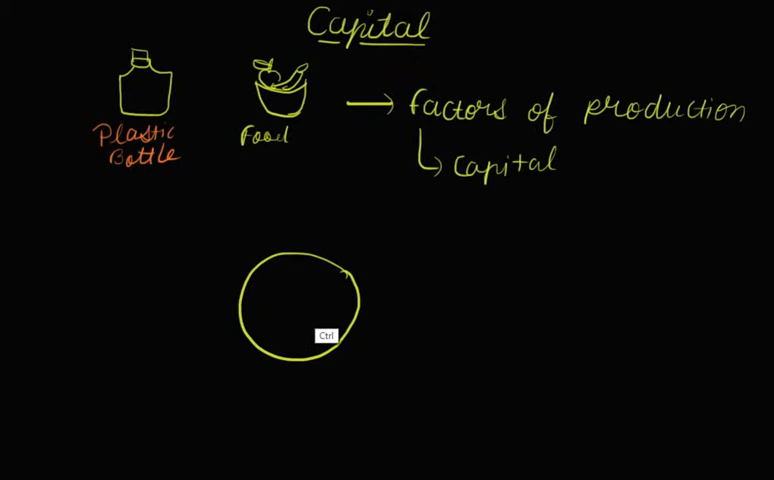 Capital
Plastic
Bottle
Food
factors of production
Capital
Ctrl